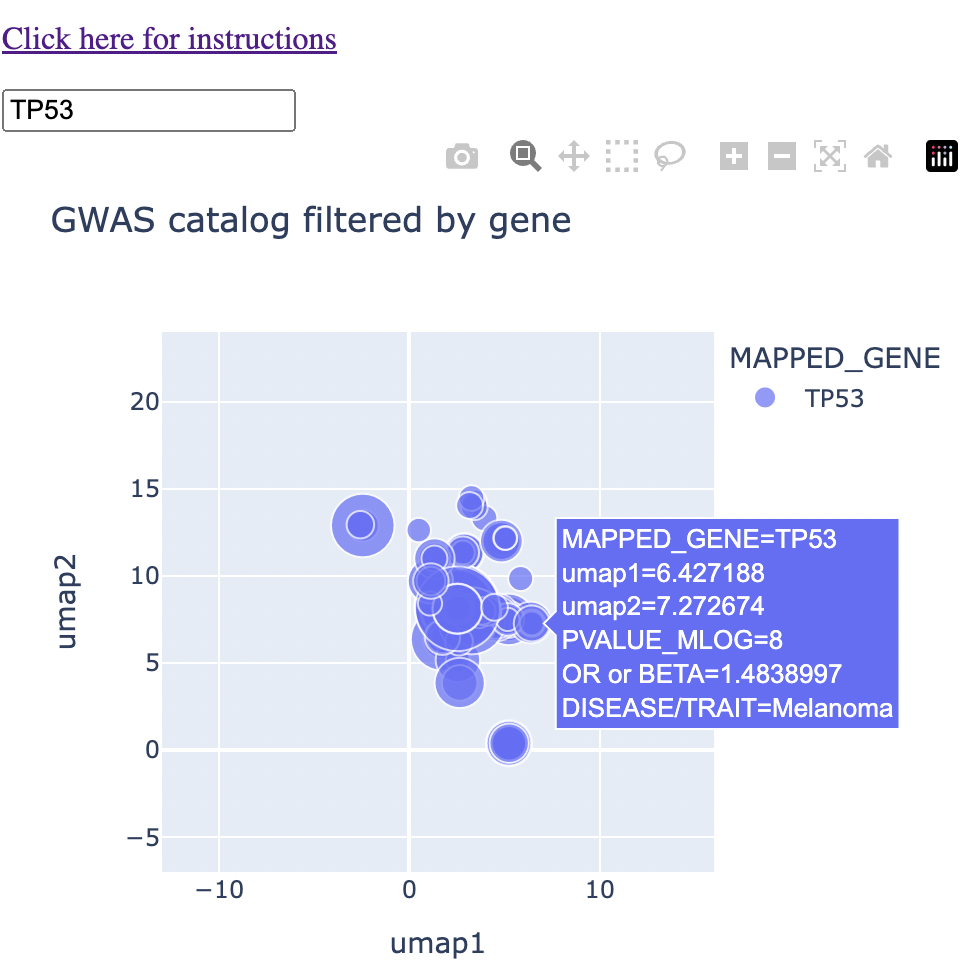 Click here for instructions
TP53
GWAS catalog filtered by gene
MAPPED_GENE
TP53
20
15
10
5
0
−5
−10
0
10
umap2
umap1
MAPPED_GENE=TP53
umap1=6.427188
umap2=7.272674
PVALUE_MLOG=8
OR or BETA=1.4838997
DISEASE/TRAIT=Melanoma